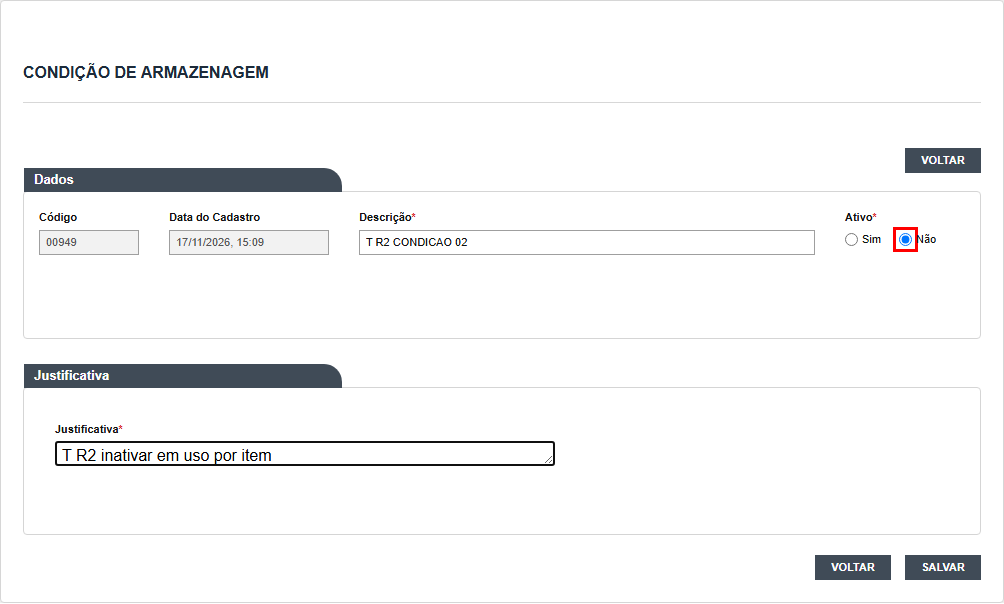 CONDIÇÃO DE ARMAZENAGEM
VOLTAR
Dados
Código
Data do Cadastro
Descrição*
Ativo*
00949
17/11/2026, 15:09
T R2 CONDICAO 02
Sim
Não
Justificativa
Justificativa*
T R2 inativar em uso por item
VOLTAR
SALVAR